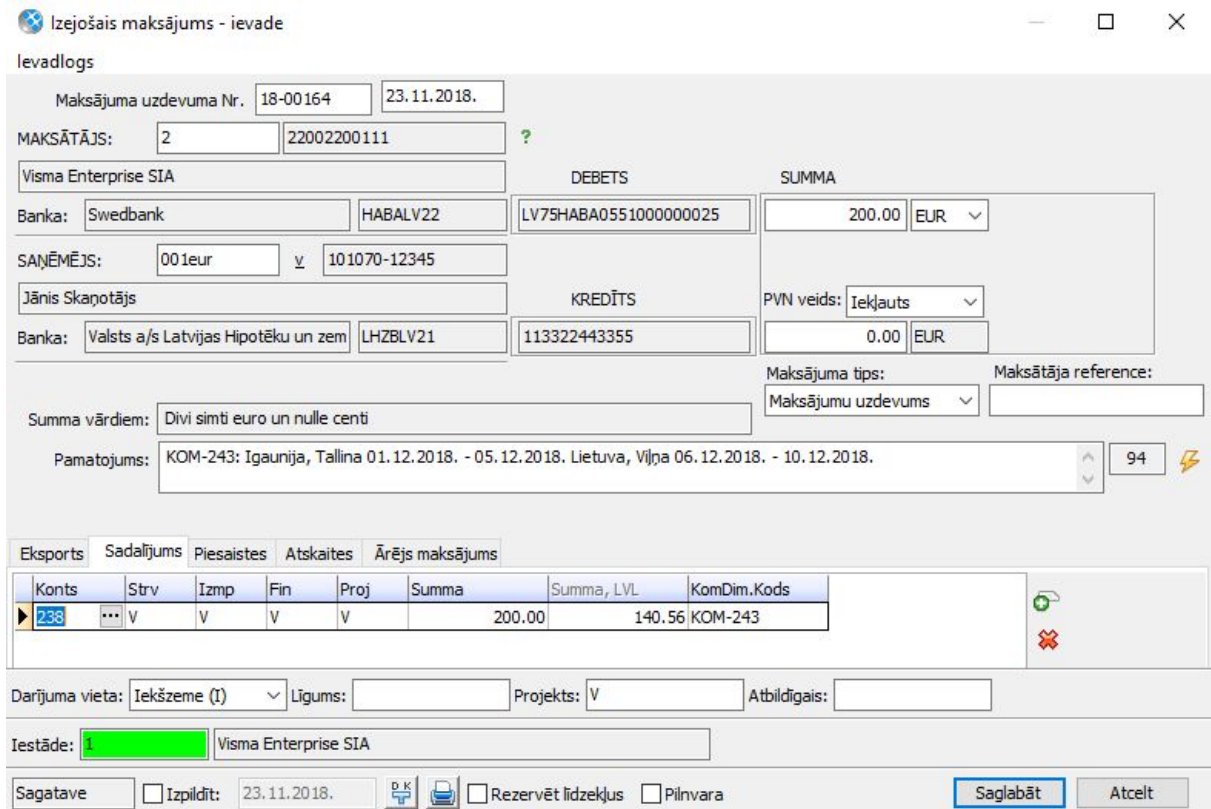 Izejošais maksājums - ievade
Ievadlogs
Maksājuma uzdevuma Nr. 18-00164 23.11.2018.
MAKSĀTĀJS: 2 22002200111 ?
Visma Enterprise SIA DEBETS SUMMA
Banka: Swedbank HABALV22 LV75HABA0551000000025 200.00 EUR
SAŅĒMĒJS: 001eur v 101070-12345
Jānis Skaņotājs KREDĪTS PVN veids: Iekļauts
Banka: Valsts a/s Latvijas Hipotēku un zem LHZBLV21 113322443355 0.00 EUR
Maksājuma tips: Maksātāja reference:
Maksājumu uzdevums
Summa vārdiem: Divi simti euro un nulle centi
Pamatojums: KOM-243: Igaunija, Tallina 01.12.2018. - 05.12.2018. Lietuva, Viļņa 06.12.2018. - 10.12.2018. 94
Eksports Sadalījums Piesaistes Atskaites Ārējs maksājums
Konts Strv Izmp Fin Proj Summa Summa, LVL KomDim.Kods
238 ... V V V V 200.00 140.56 KOM-243
Darījuma vieta: Iekšzeme (I) Līgums: Projekts: V Atbildīgais:
Iestāde: 1 Visma Enterprise SIA
Sagatave Izpildīt: 23.11.2018. D K Rezervēt līdzekļus Pilnvara Saglabāt Atcelt